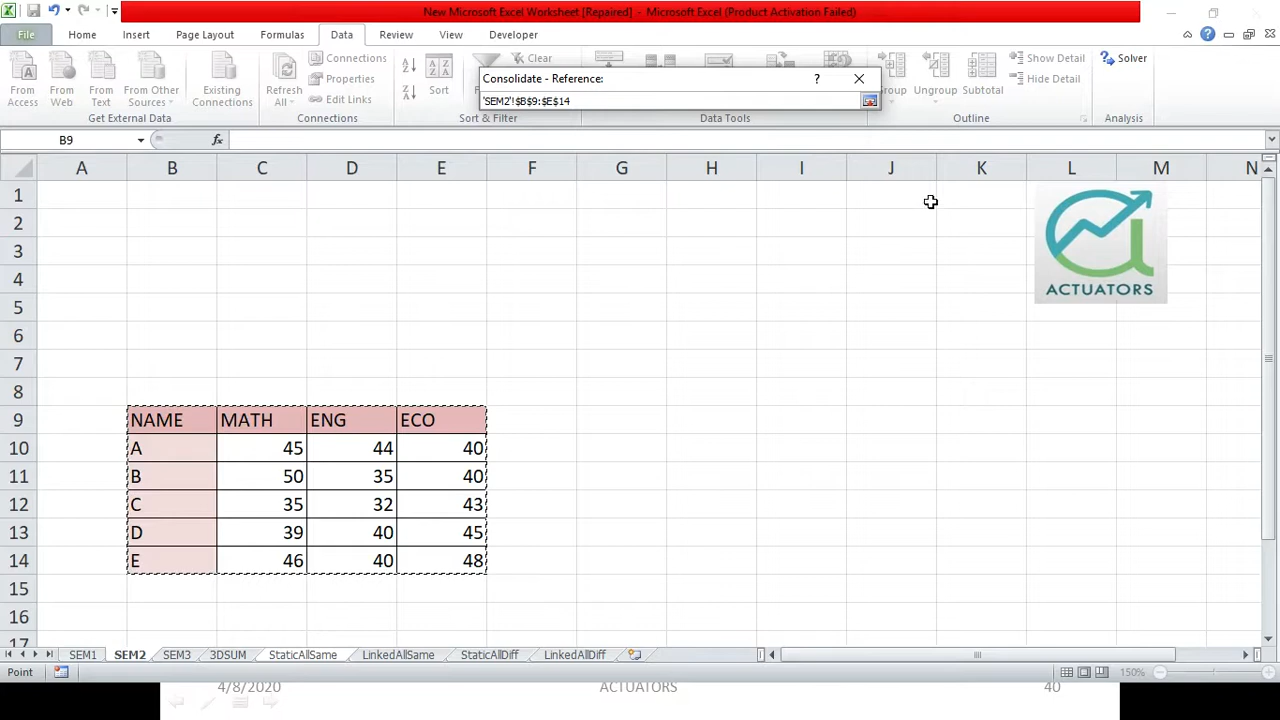 New Microsoft Excel Worksheet [Repaired] - Microsoft Excel (Product Activation Failed)
File Home Insert Page Layout Formulas Data Review View Developer
From Access From Web From Text From Other Sources Existing Connections Refresh All Connections Properties Edit Links Sort Clear Group Ungroup Subtotal Show Detail Hide Detail Solver
Get External Data Connections Sort & Filter Data Tools Outline Analysis
Consolidate - Reference: ?
'SEM2'!$B$9:$E$14
B9 fx
A B C D E F G H I J K L M N
1
2
3
4
5
6
7
8
9 NAME MATH ENG ECO
10 A 45 44 40
11 B 50 35 40
12 C 35 32 43
13 D 39 40 45
14 E 46 40 48
15
16
17
ACTUATORS
SEM1 SEM2 SEM3 3DSUM StaticAllSame LinkedAllSame StaticAllDiff LinkedAllDiff
Point 150%
4/8/2020 ACTUATORS 40